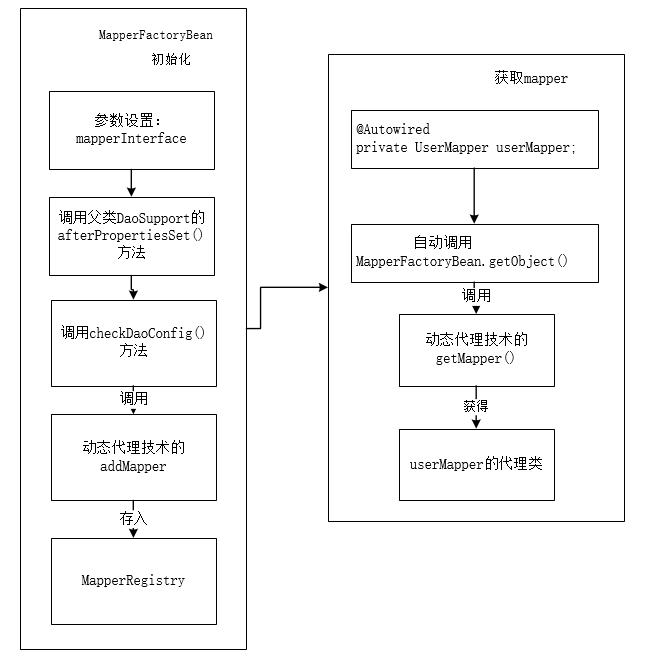 MapperFactoryBean
初始化
参数设置：
mapperInterface
调用父类DaoSupport的
afterPropertiesSet()
方法
调用checkDaoConfig()
方法
调用
动态代理技术的
addMapper
存入
MapperRegistry
获取mapper
@Autowired
private UserMapper userMapper;
自动调用
MapperFactoryBean.getObject()
调用
动态代理技术的
getMapper()
获得
userMapper的代理类